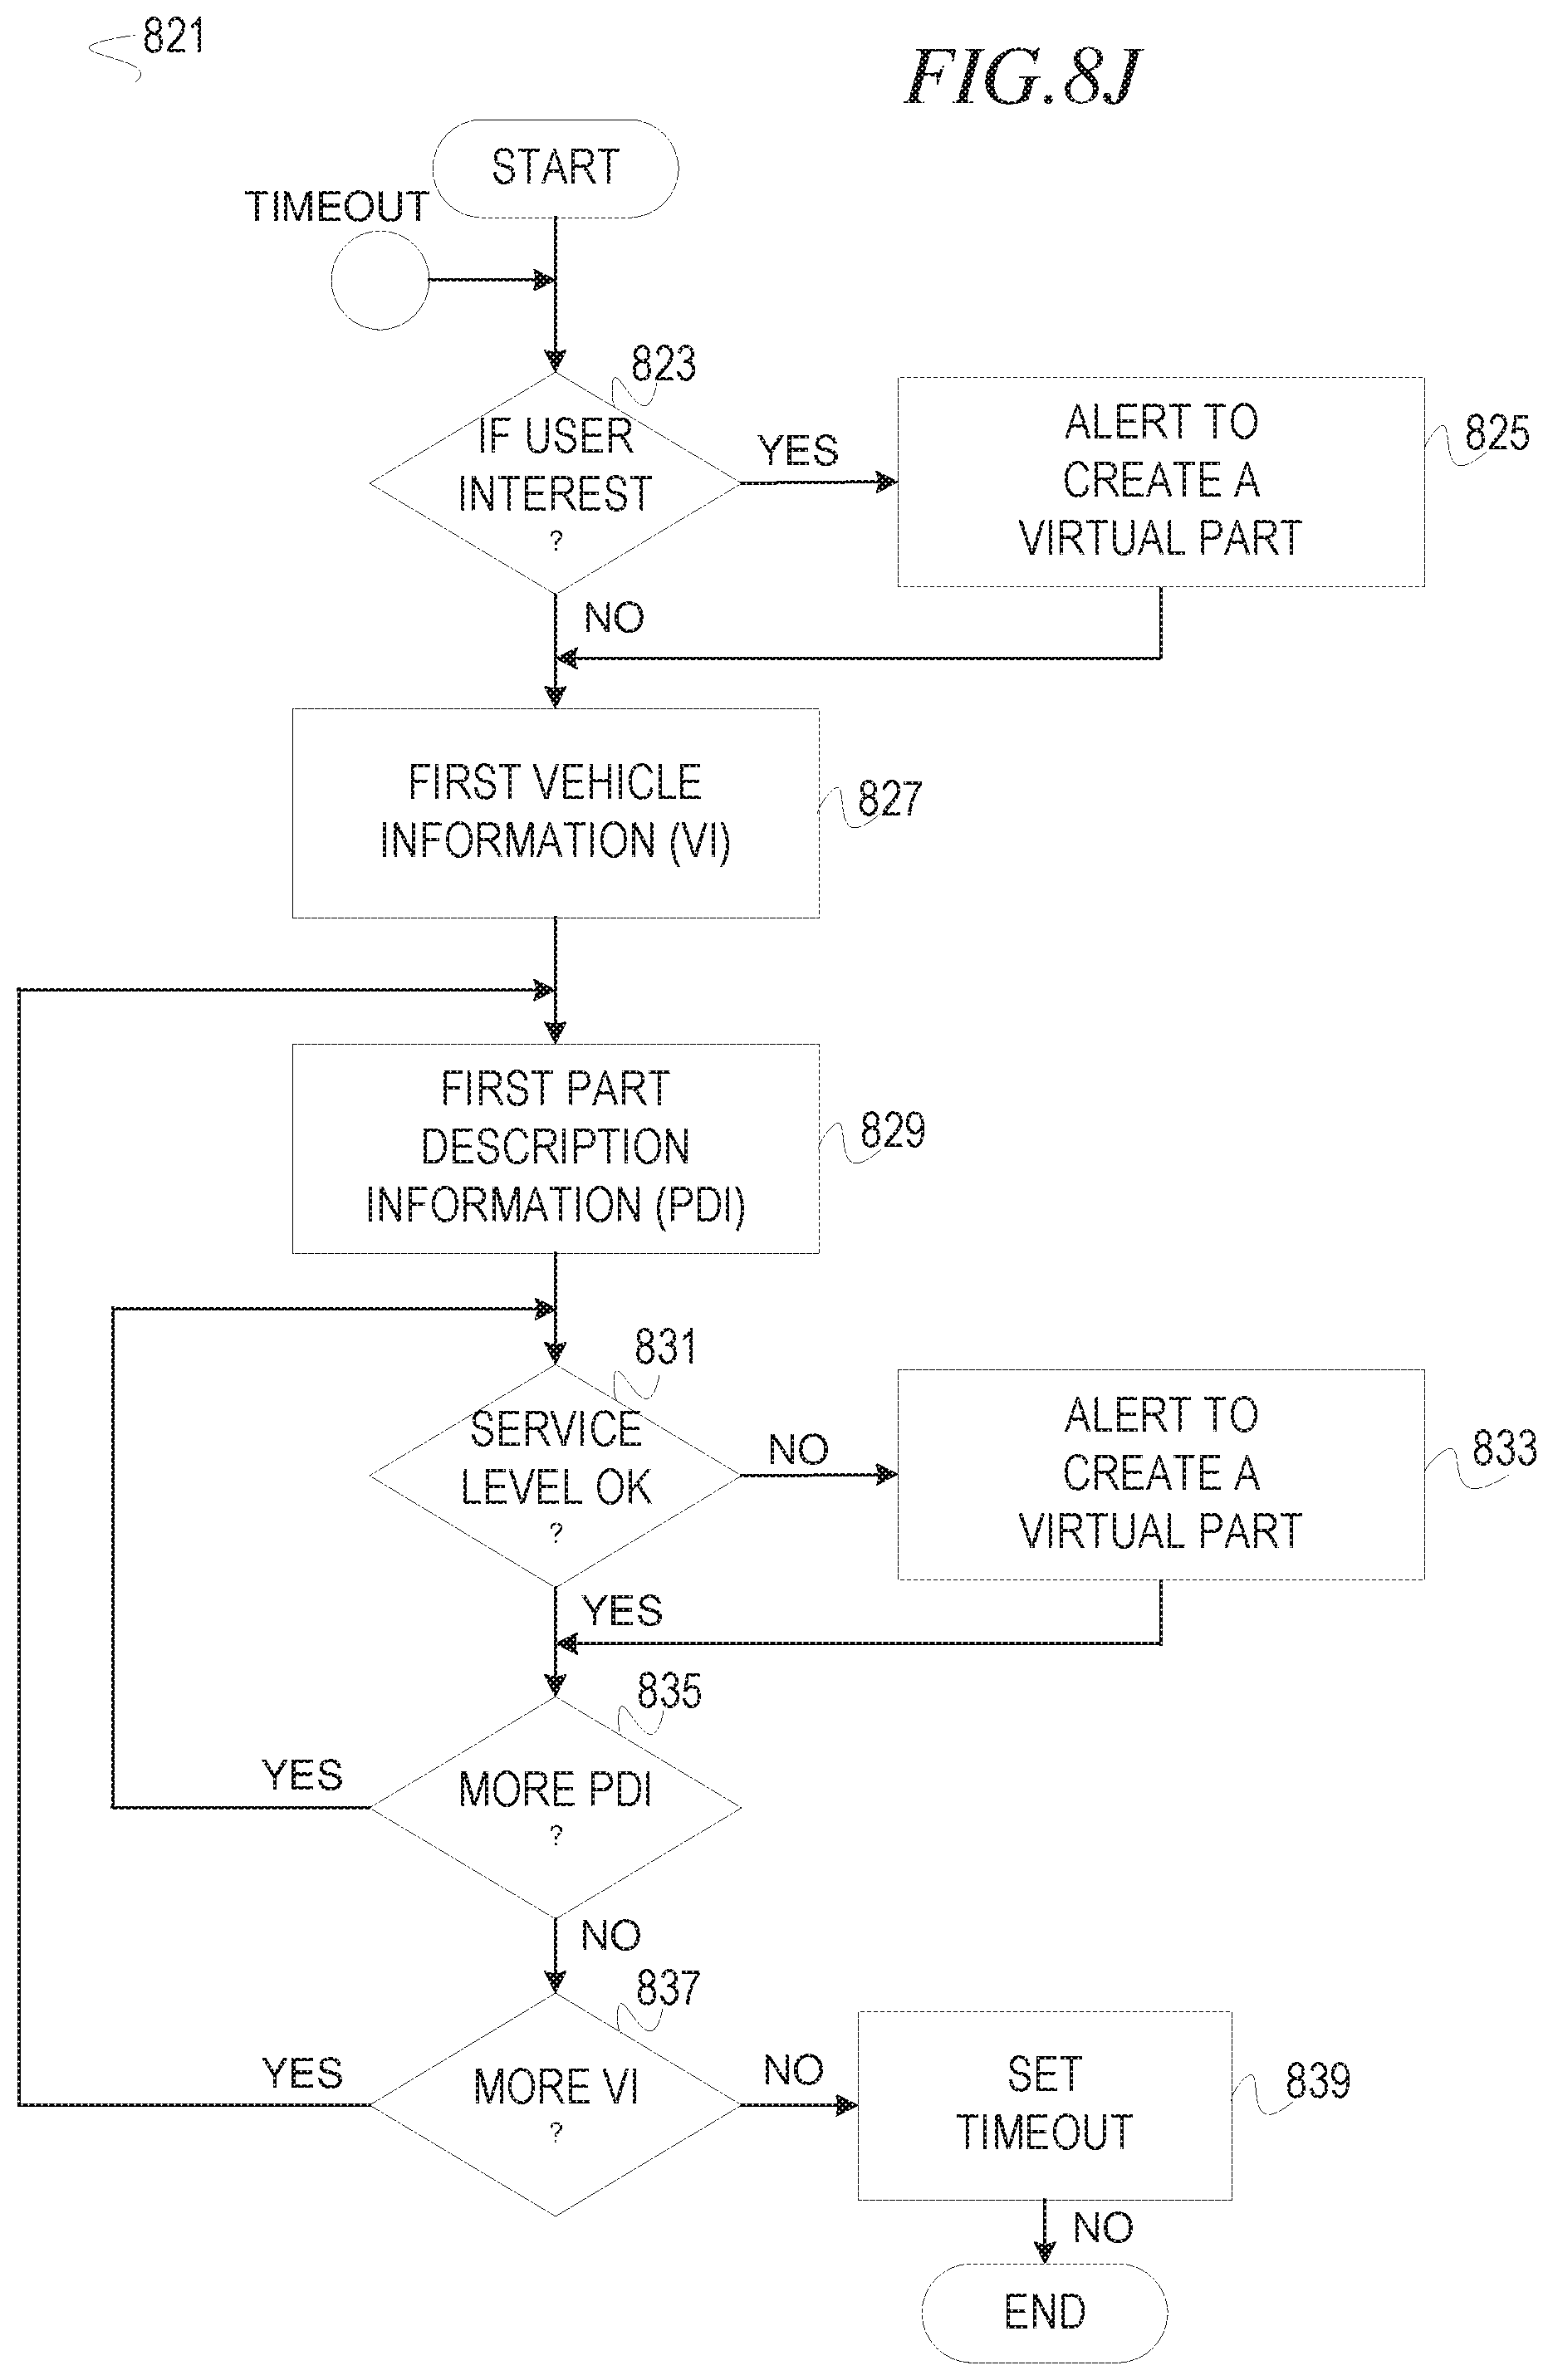 821
FIG.8J
START
TIMEOUT
823
IF USER
INTEREST
?
YES
ALERT TO
CREATE A
VIRTUAL PART
825
NO
FIRST VEHICLE
INFORMATION (VI)
827
FIRST PART
DESCRIPTION
INFORMATION (PDI)
829
831
SERVICE
LEVEL OK
?
NO
ALERT TO
CREATE A
VIRTUAL PART
833
YES
835
MORE PDI
?
YES
NO
837
MORE VI
?
YES
NO
SET
TIMEOUT
839
NO
END